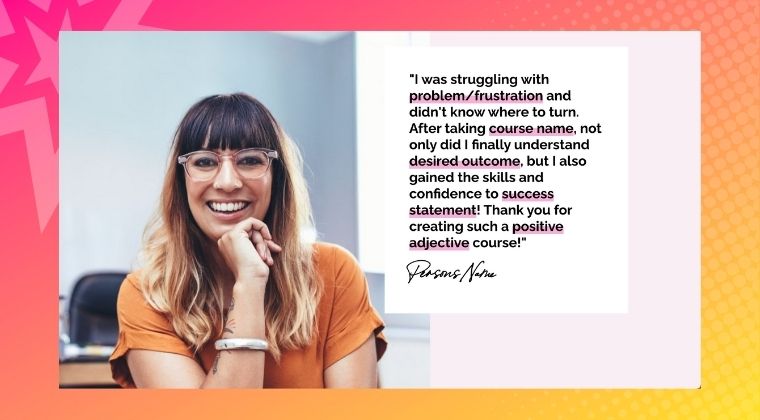 "I was struggling with
problem/frustration and
didn't know where to turn.
After taking course name, not
only did I finally understand
desired outcome, but I also
gained the skills and
confidence to success
statement! Thank you for
creating such a positive
adjective course!"
Persons Name